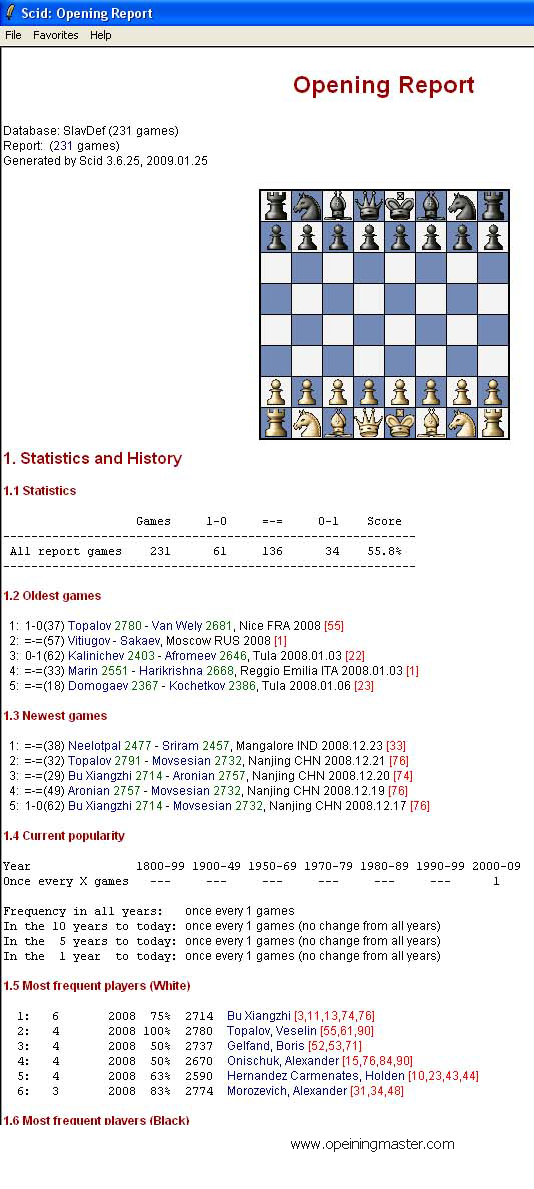 Scid: Opening Report
File Favorites Help
Opening Report
Database: SlavDef (231 games)
Report: (231 games)
Generated by Scid 3.6.25, 2009.01.25
1. Statistics and History
1.1 Statistics
Games 1-0 =-= 0-1 Score
All report games 231 61 136 34 55.8%
1.2 Oldest games
1: 1-0(37) Topalov 2780 - Van Wely 2681, Nice FRA 2008 [55]
2: =-=(57) Vitiugov - Sakaev, Moscow RUS 2008 [1]
3: 0-1(62) Kalinichev 2403 - Afromeev 2646, Tula 2008.01.03 [22]
4: =-=(33) Marin 2551 - Harikrishna 2668, Reggio Emilia ITA 2008.01.03 [1]
5: =-=(18) Domogaev 2367 - Kochetkov 2386, Tula 2008.01.06 [23]
1.3 Newest games
1: =-=(38) Neelotpal 2477 - Sriram 2457, Mangalore IND 2008.12.23 [33]
2: =-=(32) Topalov 2791 - Movsesian 2732, Nanjing CHN 2008.12.21 [76]
3: =-=(29) Bu Xiangzhi 2714 - Aronian 2757, Nanjing CHN 2008.12.20 [74]
4: =-=(49) Aronian 2757 - Movsesian 2732, Nanjing CHN 2008.12.19 [76]
5: 1-0(62) Bu Xiangzhi 2714 - Movsesian 2732, Nanjing CHN 2008.12.17 [76]
1.4 Current popularity
Year 1800-99 1900-49 1950-69 1970-79 1980-89 1990-99 2000-09
Once every X games --- --- --- --- --- --- 1
Frequency in all years: once every 1 games
In the 10 years to today: once every 1 games (no change from all years)
In the 5 years to today: once every 1 games (no change from all years)
In the 1 year to today: once every 1 games (no change from all years)
1.5 Most frequent players (White)
1: 6 2008 75% 2714 Bu Xiangzhi [3,11,13,74,76]
2: 4 2008 100% 2780 Topalov, Veselin [55,61,90]
3: 4 2008 50% 2737 Gelfand, Boris [52,53,71]
4: 4 2008 50% 2670 Onischuk, Alexander [15,76,84,90]
5: 4 2008 63% 2590 Hernandez Carmenates, Holden [10,23,43,44]
6: 3 2008 83% 2774 Morozevich, Alexander [31,34,48]
1.6 Most frequent players (Black)
www.opeiningmaster.com